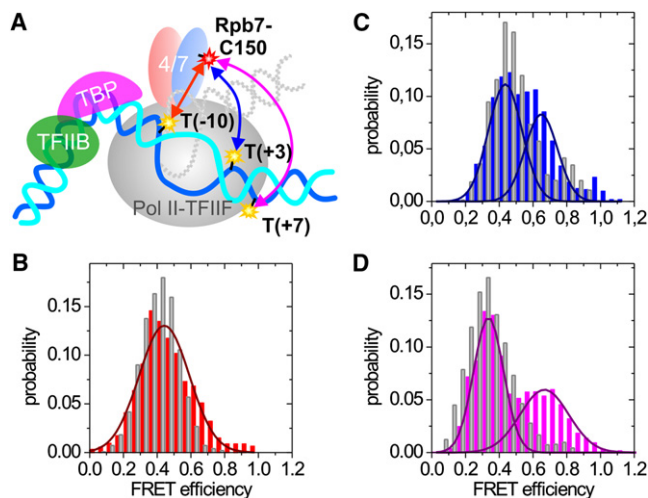 A
Rpb7-
C150
4/7
TBP
TFIIB
T(-10)
T(+3)
Pol II-TFIIF
T(+7)
B
probability
0.15
0.10
0.05
0.00
0.0 0.2 0.4 0.6 0.8 1.0 1.2
FRET efficiency
C
probability
0.15
0.10
0.05
0.00
0,0 0,2 0,4 0,6 0,8 1,0 1,2
D
probability
0.15
0.10
0.05
0.00
0.0 0.2 0.4 0.6 0.8 1.0 1.2
FRET efficiency